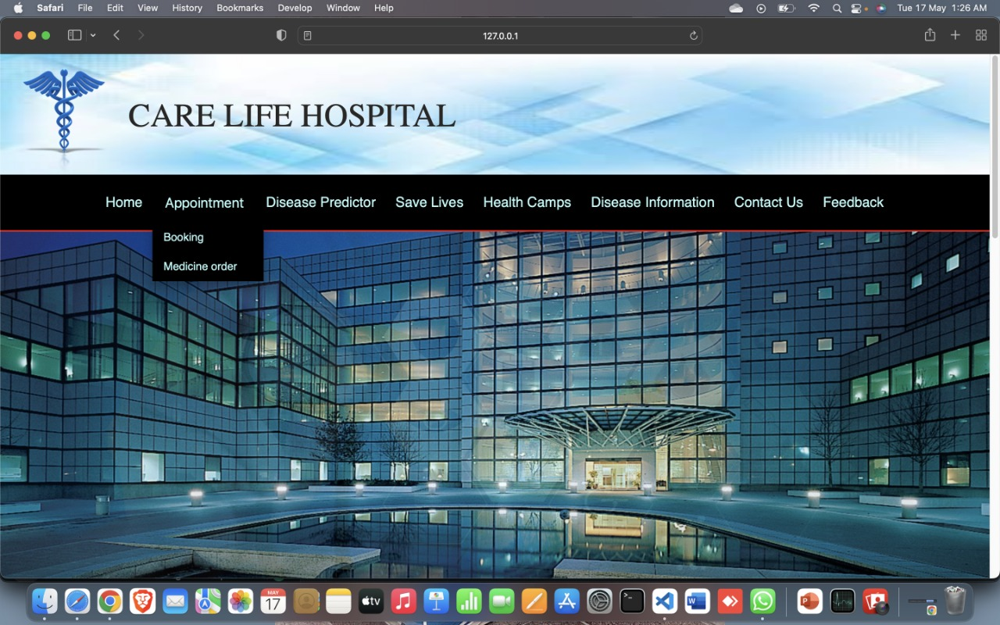 Safari File Edit View History Bookmarks Develop Window Help Tue 17 May 1:26 AM
127.0.0.1
CARE LIFE HOSPITAL
Home Appointment Disease Predictor Save Lives Health Camps Disease Information Contact Us Feedback
Booking
Medicine order
MAY
17
tv